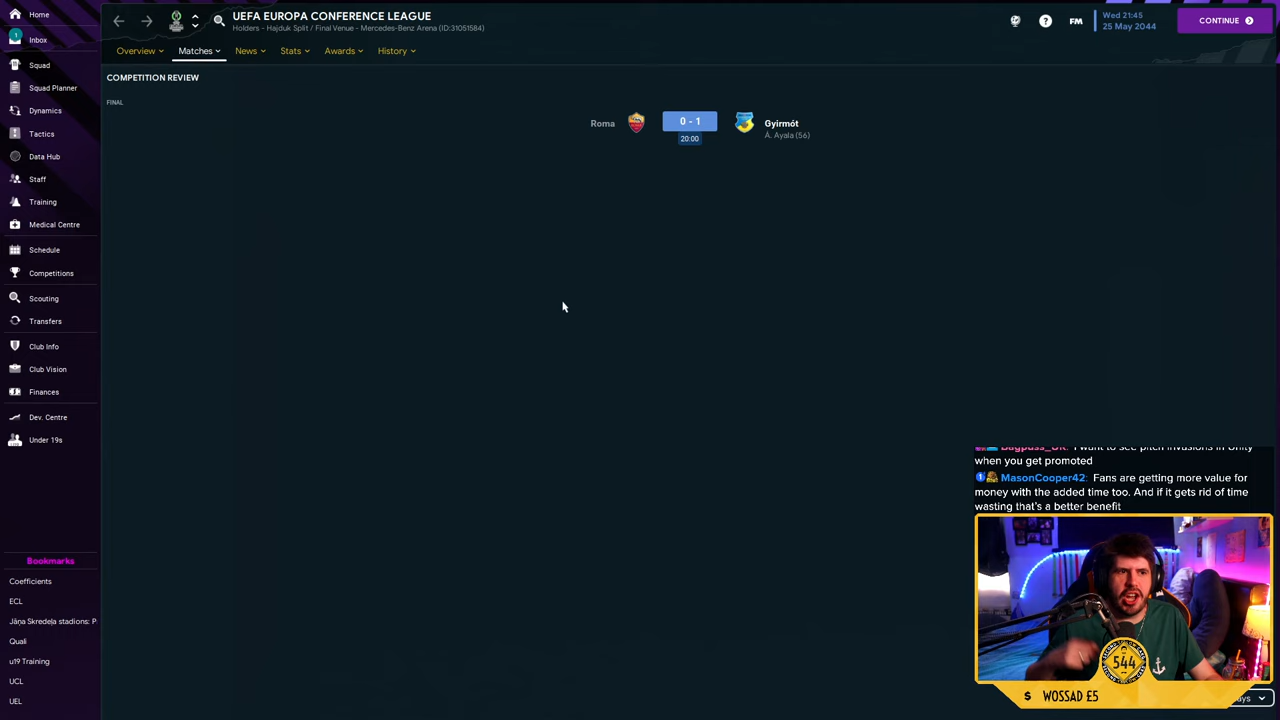 Home
Inbox
1
Squad
Squad Planner
Dynamics
Tactics
Data Hub
Staff
Training
Medical Centre
Schedule
Competitions
Scouting
Transfers
Club Info
Club Vision
Finances
Dev. Centre
Under 19s
Bookmarks
Coefficients
ECL
Jāņa Skredeļa stadions: P
Quali
u19 Training
UCL
UEL
UEFA EUROPA CONFERENCE LEAGUE
Holders - Hajduk Split / Final Venue - Mercedes-Benz Arena (ID:31051584)
FM
Wed 21:45
25 May 2044
CONTINUE
Overview
Matches
News
Stats
Awards
History
COMPETITION REVIEW
FINAL
Roma
0 - 1
20:00
Gyirmót
Á. Ayala (56)
Bagpuss_UK: I want to see pitch invasions in Unity
when you get promoted
MasonCooper42: Fans are getting more value for
money with the added time too. And if it gets rid of time
wasting that's a better benefit
544
$ WOSSAD £5